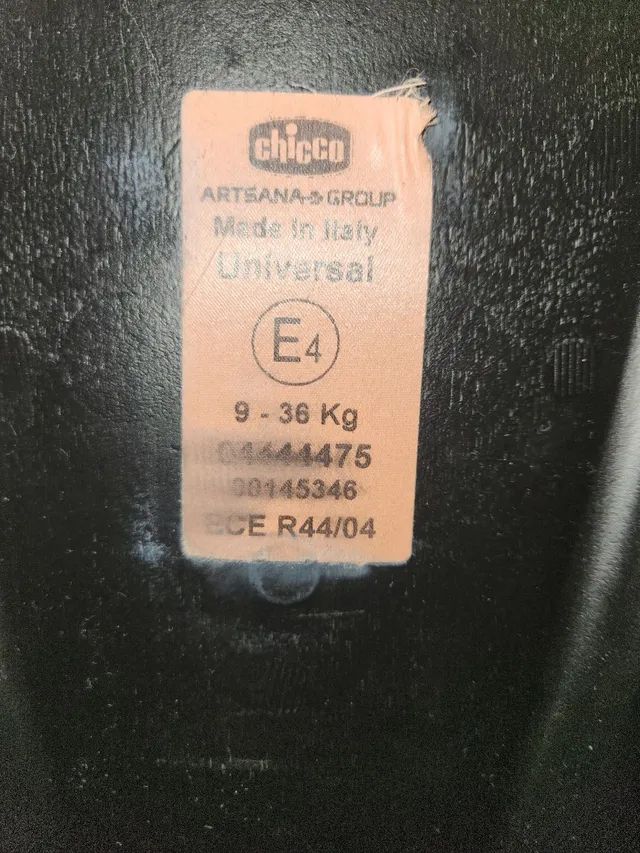 chicco
ARTSANA GROUP
Made in Italy
Universal
E4
9 - 36 Kg
04444475
00145346
ECE R44/04